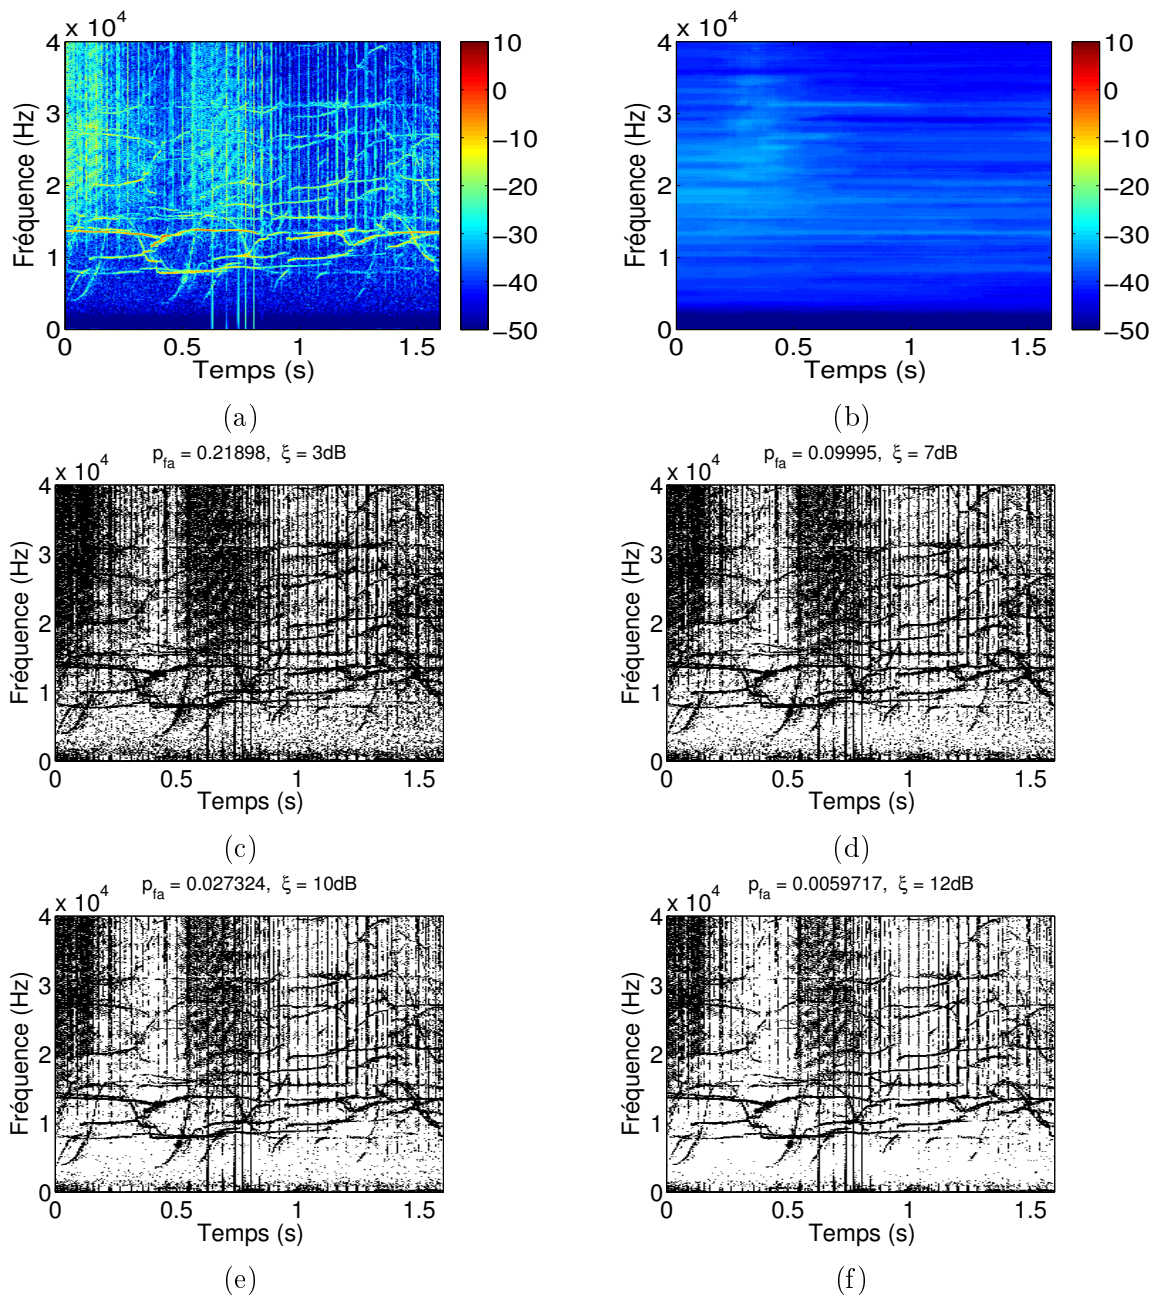 x 10^4
4
3
2
1
0
Fréquence (Hz)
0 0.5 1 1.5
Temps (s)
10
0
−10
−20
−30
−40
−50
(a)
x 10^4
4
3
2
1
0
Fréquence (Hz)
0 0.5 1 1.5
Temps (s)
10
0
−10
−20
−30
−40
−50
(b)
p_fa = 0.21898, ξ = 3dB
x 10^4
4
3
2
1
0
Fréquence (Hz)
0 0.5 1 1.5
Temps (s)
(c)
p_fa = 0.09995, ξ = 7dB
x 10^4
4
3
2
1
0
Fréquence (Hz)
0 0.5 1 1.5
Temps (s)
(d)
p_fa = 0.027324, ξ = 10dB
x 10^4
4
3
2
1
0
Fréquence (Hz)
0 0.5 1 1.5
Temps (s)
(e)
p_fa = 0.0059717, ξ = 12dB
x 10^4
4
3
2
1
0
Fréquence (Hz)
0 0.5 1 1.5
Temps (s)
(f)